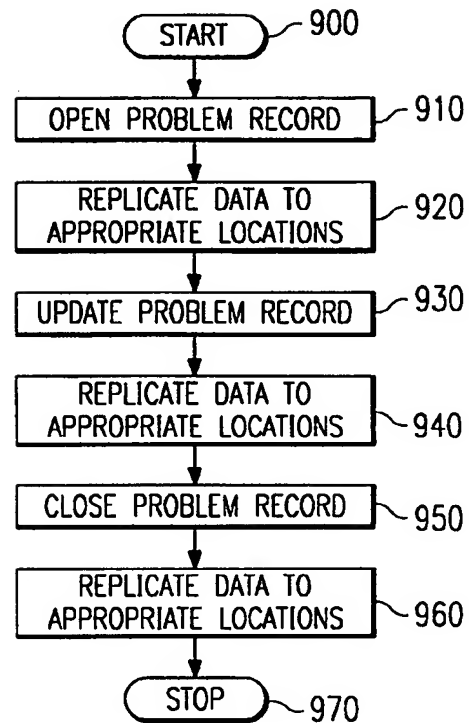 START 900
OPEN PROBLEM RECORD 910
REPLICATE DATA TO
APPROPRIATE LOCATIONS 920
UPDATE PROBLEM RECORD 930
REPLICATE DATA TO
APPROPRIATE LOCATIONS 940
CLOSE PROBLEM RECORD 950
REPLICATE DATA TO
APPROPRIATE LOCATIONS 960
STOP 970